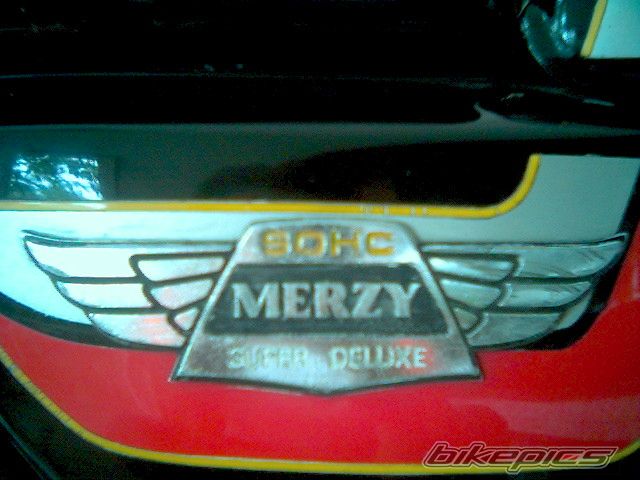 SOHC
MERZY
SUPER DELUXE
bikepics